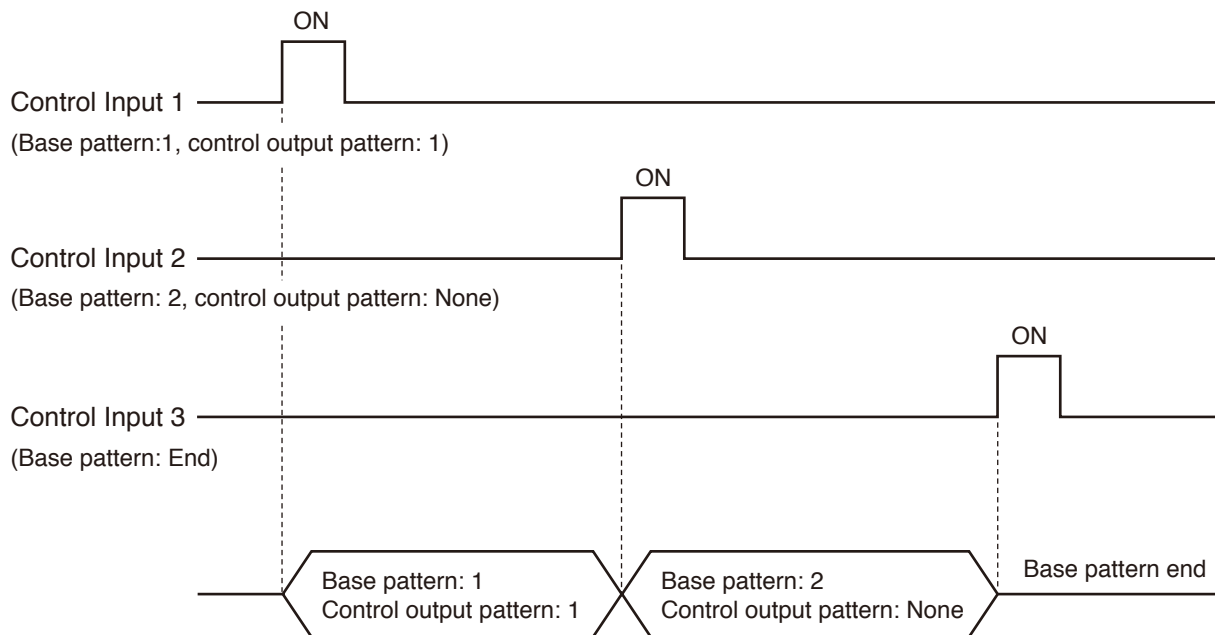 ON
Control Input 1
(Base pattern:1, control output pattern: 1)
ON
Control Input 2
(Base pattern: 2, control output pattern: None)
ON
Control Input 3
(Base pattern: End)
Base pattern: 1
Control output pattern: 1
Base pattern: 2
Control output pattern: None
Base pattern end